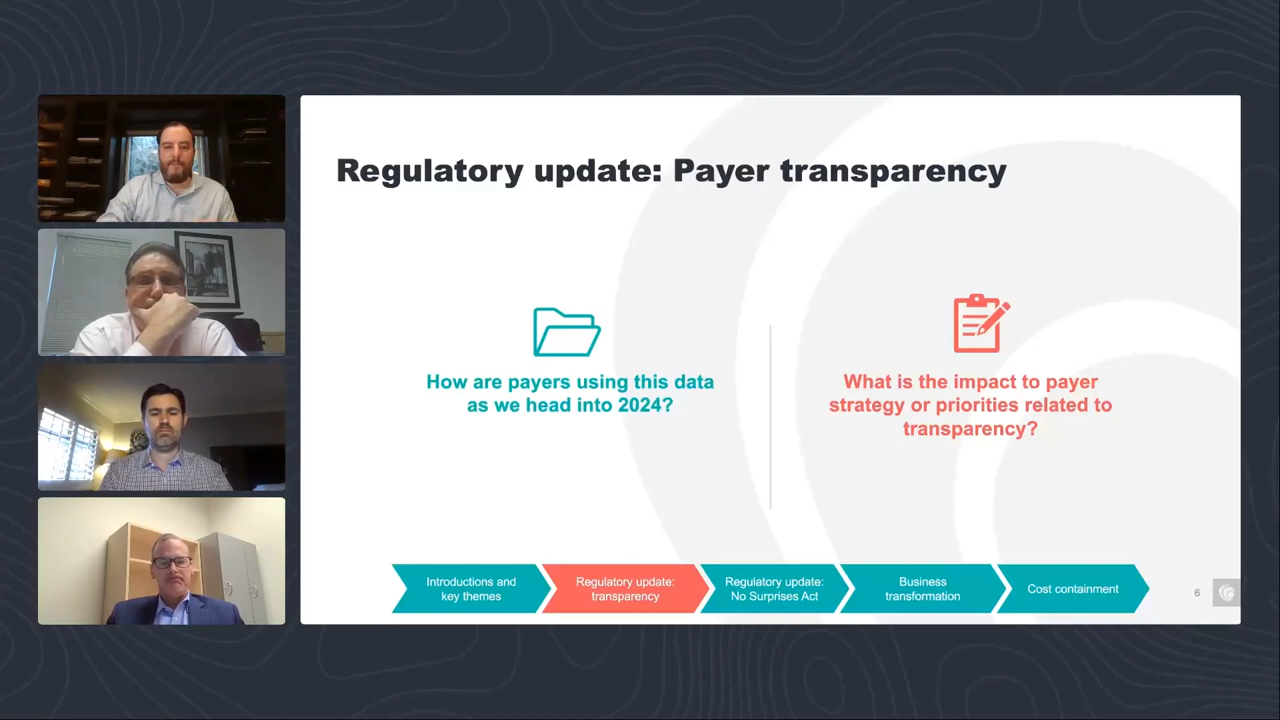 Regulatory update: Payer transparency
How are payers using this data
as we head into 2024?
What is the impact to payer
strategy or priorities related to
transparency?
Introductions and
key themes
Regulatory update:
transparency
Regulatory update:
No Surprises Act
Business
transformation
Cost containment
6